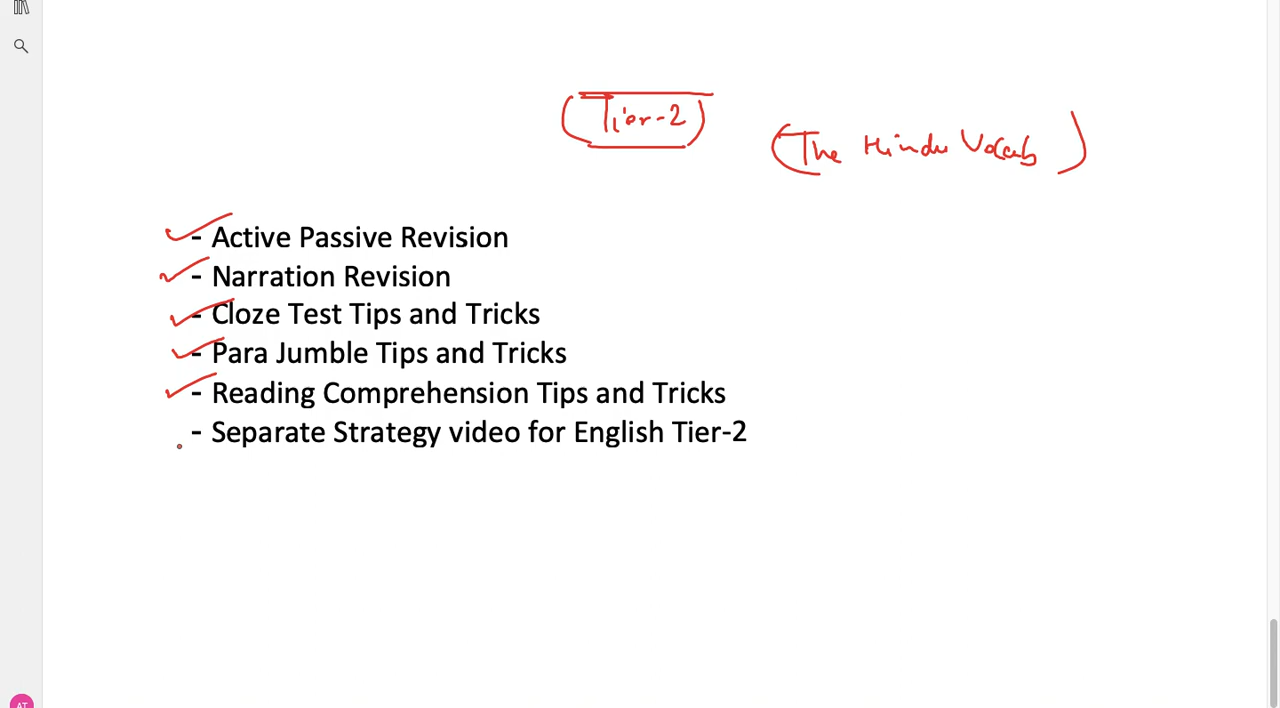 (Tier-2)
(The Hindu Vocab)
- Active Passive Revision
- Narration Revision
- Cloze Test Tips and Tricks
- Para Jumble Tips and Tricks
- Reading Comprehension Tips and Tricks
- Separate Strategy video for English Tier-2
AT